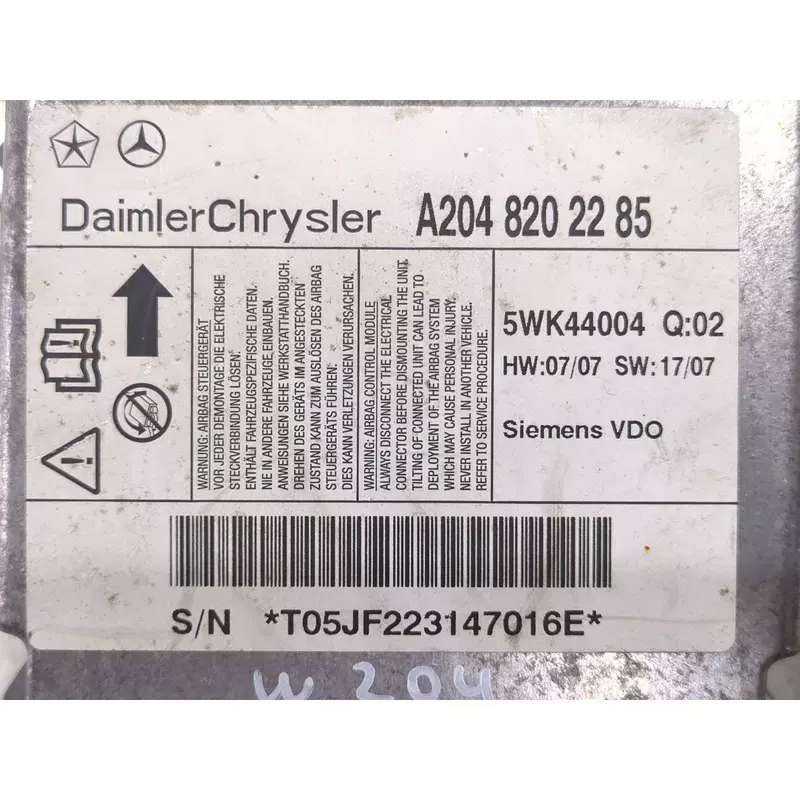 DaimlerChrysler A204 820 22 85
WARNUNG: AIRBAG STEUERGERÄT
VOR JEDER DEMONTAGE DIE ELEKTRISCHE
STECKVERBINDUNG LÖSEN.
ENTHÄLT FAHRZEUGSPEZIFISCHE DATEN.
NIE IN ANDERE FAHRZEUGE EINBAUEN.
ANWEISUNGEN SIEHE WERKSTATTHANDBUCH.
DREHEN DES GERÄTS IM ANGESTECKTEN
ZUSTAND KANN ZUM AUSLÖSEN DES AIRBAG
STEUERGERÄTS FÜHREN:
DIES KANN VERLETZUNGEN VERURSACHEN.
WARNING: AIRBAG CONTROL MODULE
ALWAYS DISCONNECT THE ELECTRICAL
CONNECTOR BEFORE DISMOUNTING THE UNIT.
TILTING OF CONNECTED UNIT CAN LEAD TO
DEPLOYMENT OF THE AIRBAG SYSTEM
WHICH MAY CAUSE PERSONAL INJURY.
NEVER INSTALL IN ANOTHER VEHICLE.
REFER TO SERVICE PROCEDURE.
5WK44004 Q:02
HW:07/07 SW:17/07
Siemens VDO
S/N *T05JF223147016E*
W 204